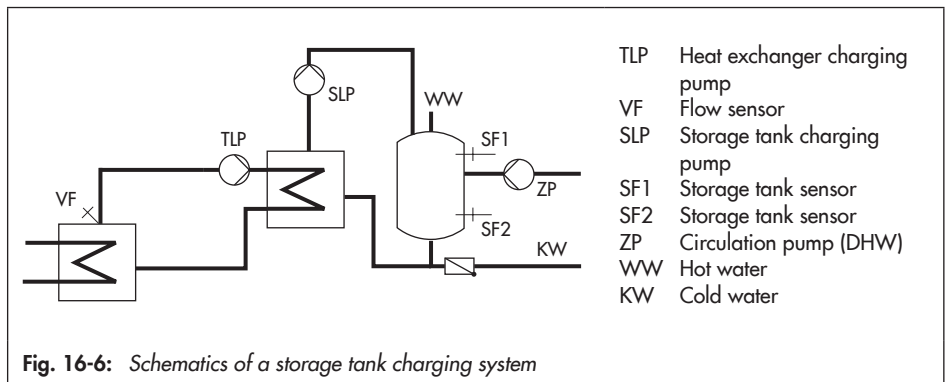 SLP
WW
TLP
SF1
VF
ZP
SF2
KW
TLP Heat exchanger charging
pump
VF Flow sensor
SLP Storage tank charging
pump
SF1 Storage tank sensor
SF2 Storage tank sensor
ZP Circulation pump (DHW)
WW Hot water
KW Cold water
Fig. 16-6: Schematics of a storage tank charging system